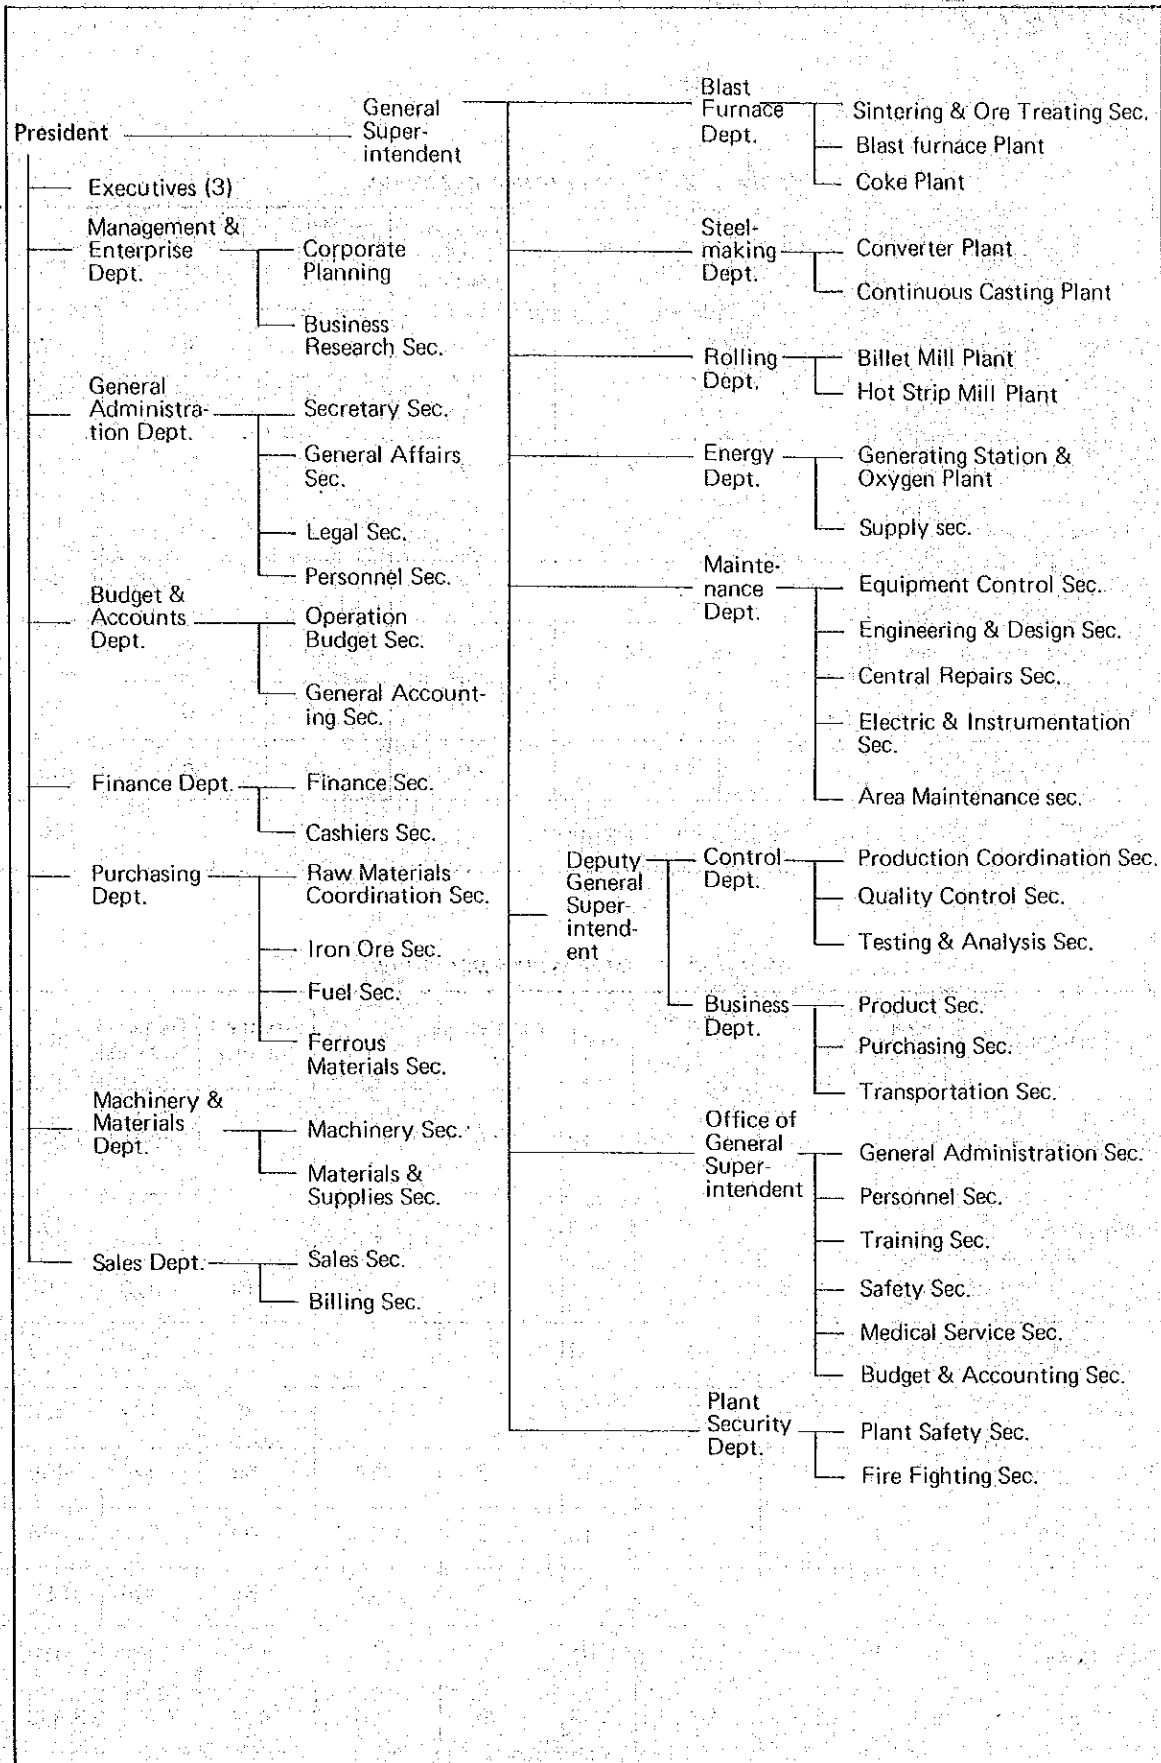 President
General
Super-
intendent
Executives (3)
Management &
Enterprise
Dept.
Corporate
Planning
Business
Research Sec.
General
Administra-
tion Dept.
Secretary Sec.
General Affairs
Sec.
Legal Sec.
Personnel Sec.
Budget &
Accounts
Dept.
Operation
Budget Sec.
General Account-
ing Sec.
Finance Dept.
Finance Sec.
Cashiers Sec.
Purchasing
Dept.
Raw Materials
Coordination Sec.
Iron Ore Sec.
Fuel Sec.
Ferrous
Materials Sec.
Machinery &
Materials
Dept.
Machinery Sec.
Materials &
Supplies Sec.
Sales Dept.
Sales Sec.
Billing Sec.
Blast
Furnace
Dept.
Sintering & Ore Treating Sec.
Blast furnace Plant
Coke Plant
Steel-
making
Dept.
Converter Plant
Continuous Casting Plant
Rolling
Dept.
Billet Mill Plant
Hot Strip Mill Plant
Energy
Dept.
Generating Station &
Oxygen Plant
Supply sec.
Mainte-
nance
Dept.
Equipment Control Sec.
Engineering & Design Sec.
Central Repairs Sec.
Electric & Instrumentation
Sec.
Area Maintenance sec.
Deputy
General
Super-
intend-
ent
Control
Dept.
Production Coordination Sec.
Quality Control Sec.
Testing & Analysis Sec.
Business
Dept.
Product Sec.
Purchasing Sec.
Transportation Sec.
Office of
General
Super-
intendent
General Administration Sec.
Personnel Sec.
Training Sec.
Safety Sec.
Medical Service Sec.
Budget & Accounting Sec.
Plant
Security
Dept.
Plant Safety Sec.
Fire Fighting Sec.